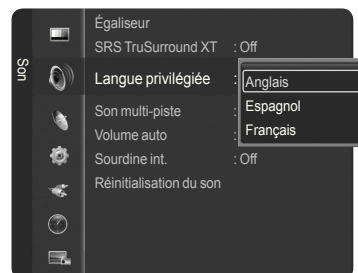 Son
Égaliseur
SRS TruSurround XT : Off
Langue privilégiée :
Anglais
Espagnol
Français
Son multi-piste :
Volume auto :
Sourdine int. : Off
Réinitialisation du son